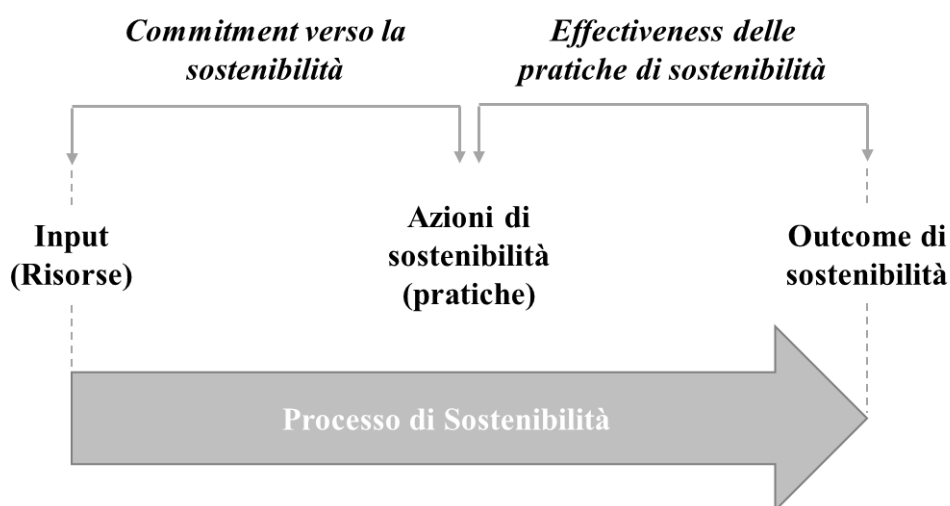 Commitment verso la
sostenibilità
Effectiveness delle
pratiche di sostenibilità
Input
(Risorse)
Azioni di
sostenibilità
(pratiche)
Outcome di
sostenibilità
Processo di Sostenibilità